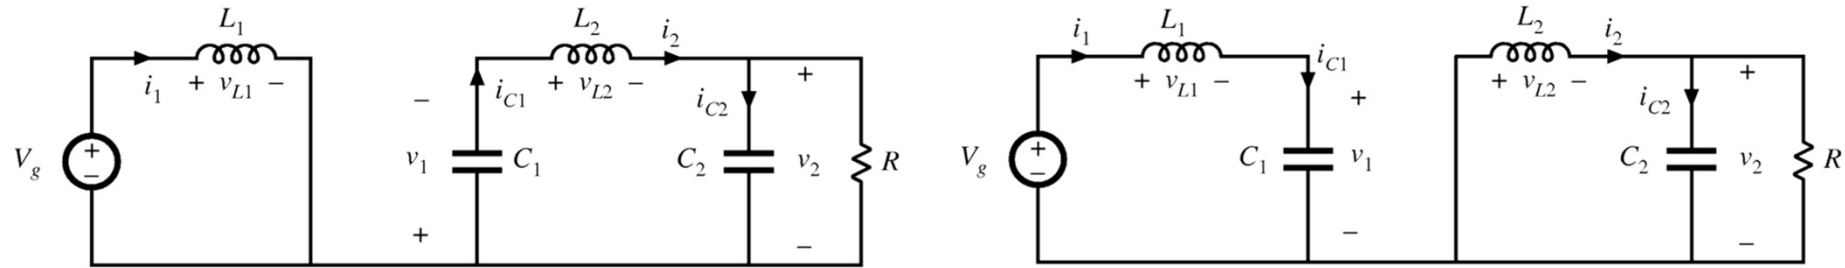 L1 L2 i2
i1 + vL1 − + vL2 −
Vg + − − v1 + iC1 C1 iC2 C2 + v2 − R
i1 L1 iC1 L2 i2
+ vL1 − + vL2 −
Vg + − C1 + v1 − iC2 C2 + v2 − R